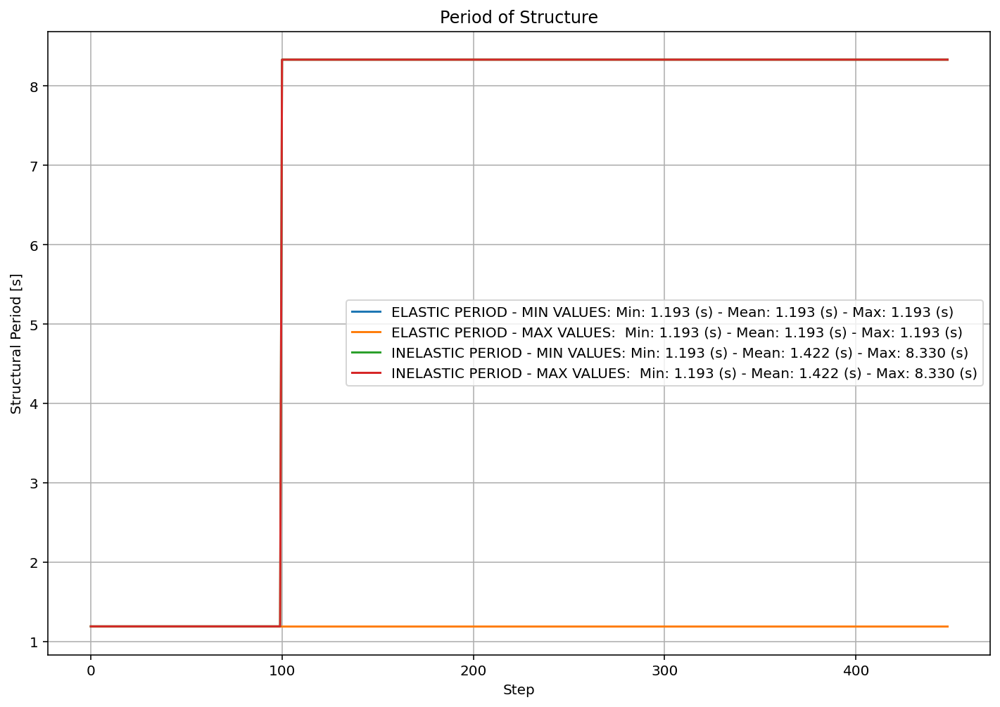 Period of Structure
Structural Period [s]
8
7
6
5
4
3
2
1
ELASTIC PERIOD - MIN VALUES: Min: 1.193 (s) - Mean: 1.193 (s) - Max: 1.193 (s)
ELASTIC PERIOD - MAX VALUES:  Min: 1.193 (s) - Mean: 1.193 (s) - Max: 1.193 (s)
INELASTIC PERIOD - MIN VALUES: Min: 1.193 (s) - Mean: 1.422 (s) - Max: 8.330 (s)
INELASTIC PERIOD - MAX VALUES:  Min: 1.193 (s) - Mean: 1.422 (s) - Max: 8.330 (s)
0 100 200 300 400
Step